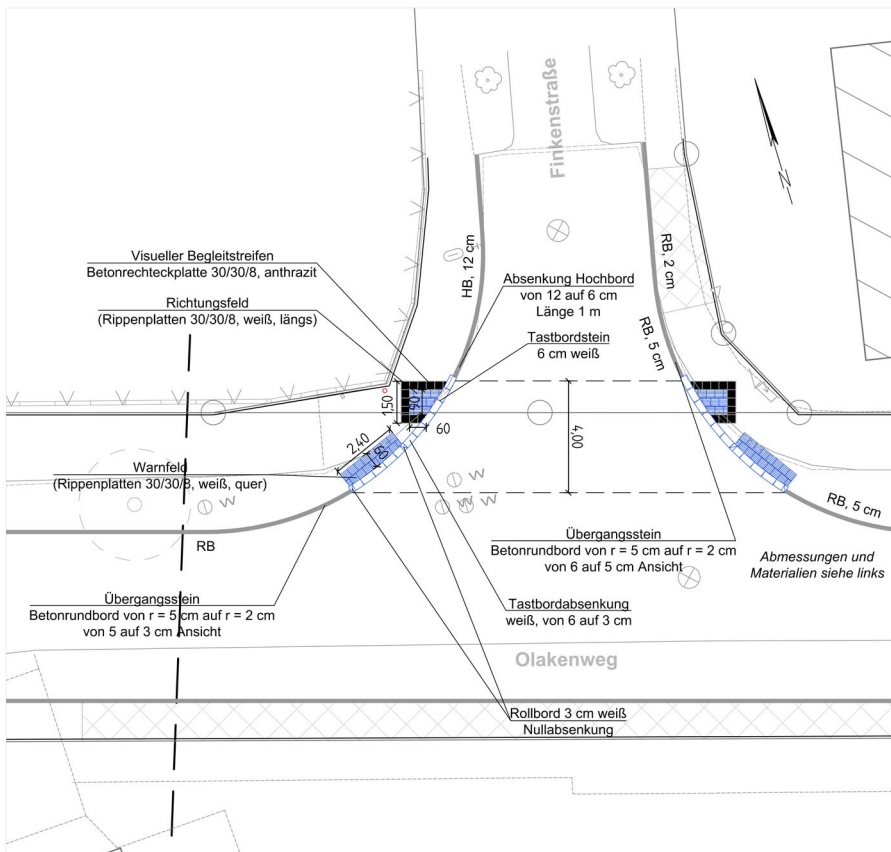 Finkenstraße
N
Visueller Begleitstreifen
Betonrechteckplatte 30/30/8, anthrazit
HB, 12 cm
Absenkung Hochbord
von 12 auf 6 cm
Länge 1 m
RB, 2 cm
Richtungsfeld
(Rippenplatten 30/30/8, weiß, längs)
Tastbordstein
6 cm weiß
RB, 5 cm
1,50
90
60
4,00
2,40
60
Warnfeld
(Rippenplatten 30/30/8, weiß, quer)
W
W
W
RB, 5 cm
RB
Übergangsstein
Betonrundbord von r = 5 cm auf r = 2 cm
von 6 auf 5 cm Ansicht
Abmessungen und
Materialien siehe links
Übergangsstein
Betonrundbord von r = 5 cm auf r = 2 cm
von 5 auf 3 cm Ansicht
Tastbordabsenkung
weiß, von 6 auf 3 cm
Olakenweg
Rollbord 3 cm weiß
Nullabsenkung